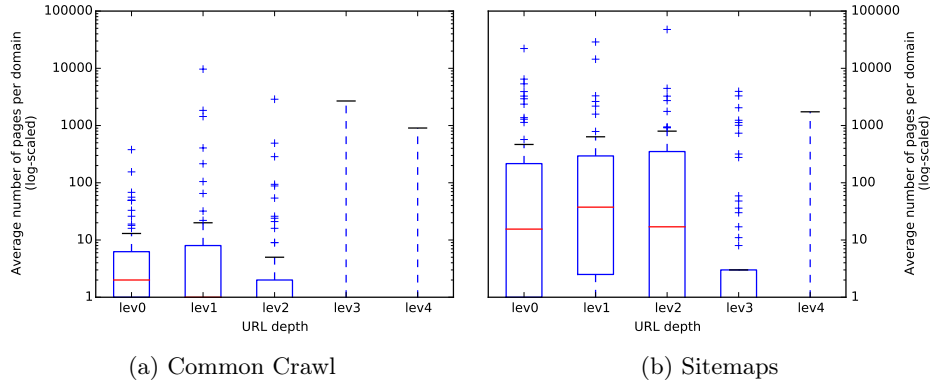 Average number of pages per domain
(log-scaled)
100000
10000
1000
100
10
1
lev0 lev1 lev2 lev3 lev4
URL depth
(a) Common Crawl
lev0 lev1 lev2 lev3 lev4
URL depth
100000
10000
1000
100
10
1
Average number of pages per domain
(log-scaled)
(b) Sitemaps